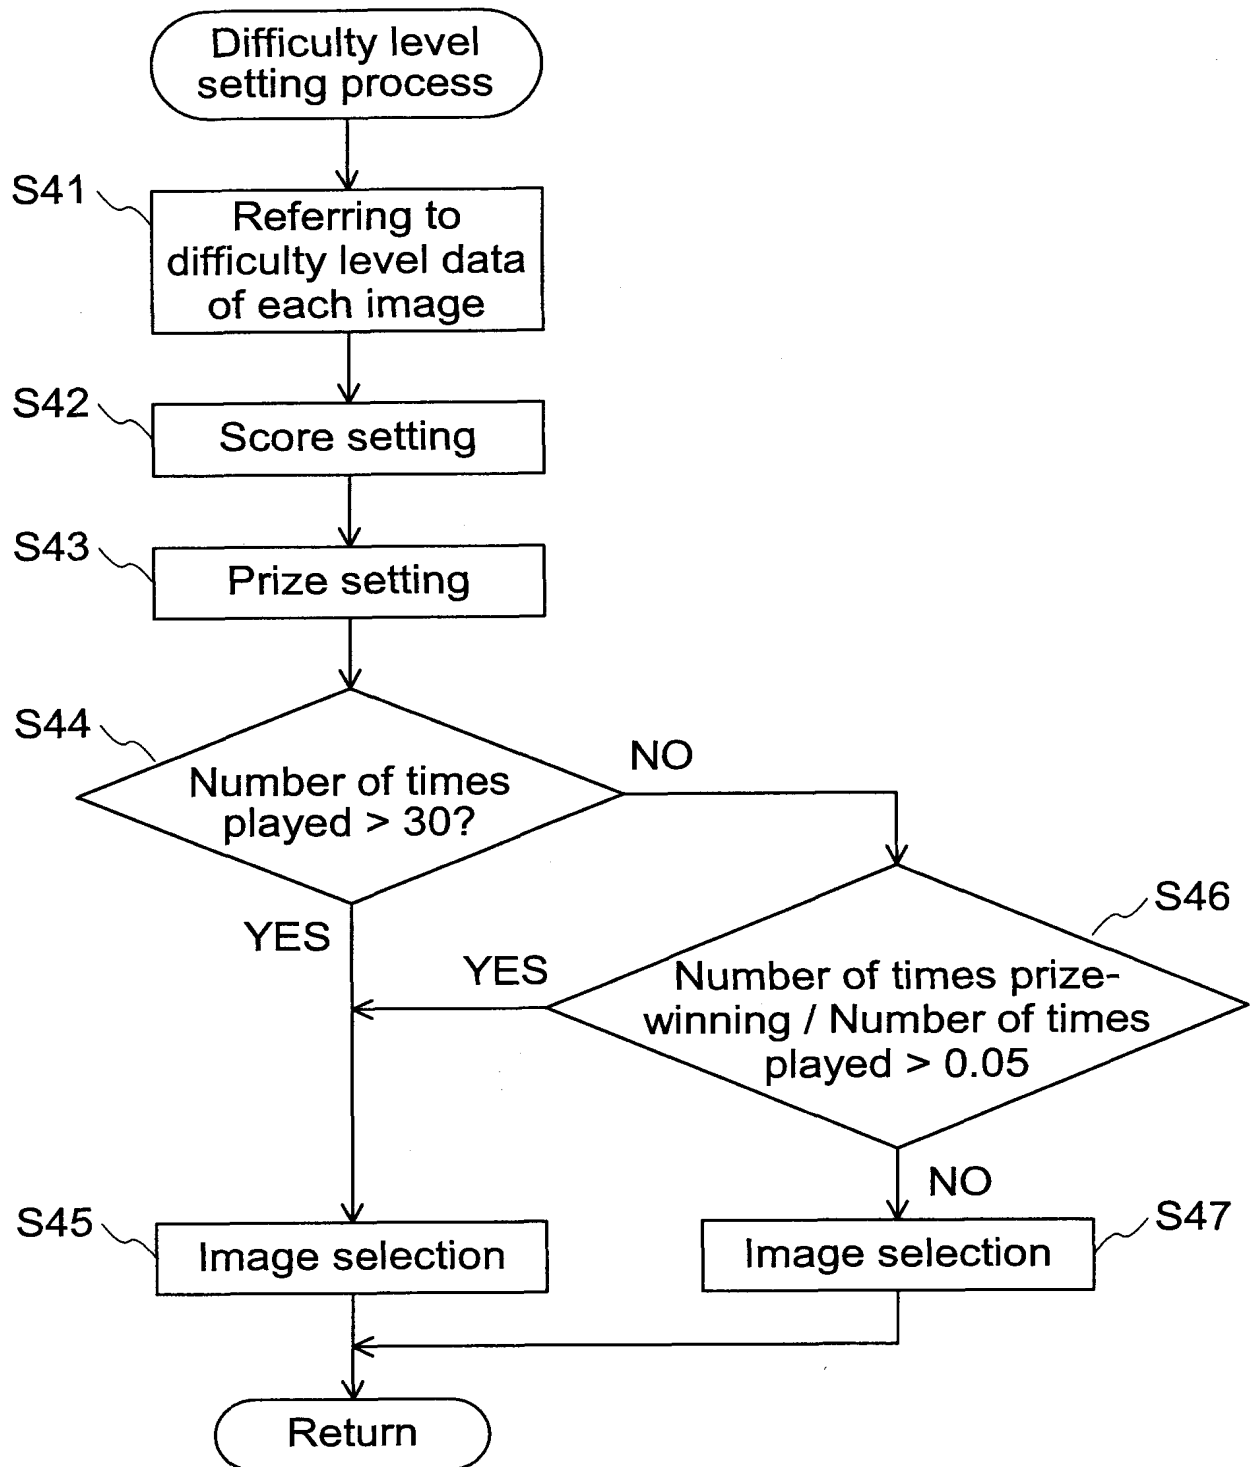 Difficulty level
setting process
S41
Referring to
difficulty level data
of each image
S42
Score setting
S43
Prize setting
S44
Number of times
played > 30?
NO
YES
S46
Number of times prize-
winning / Number of times
played > 0.05
YES
NO
S45
Image selection
S47
Image selection
Return